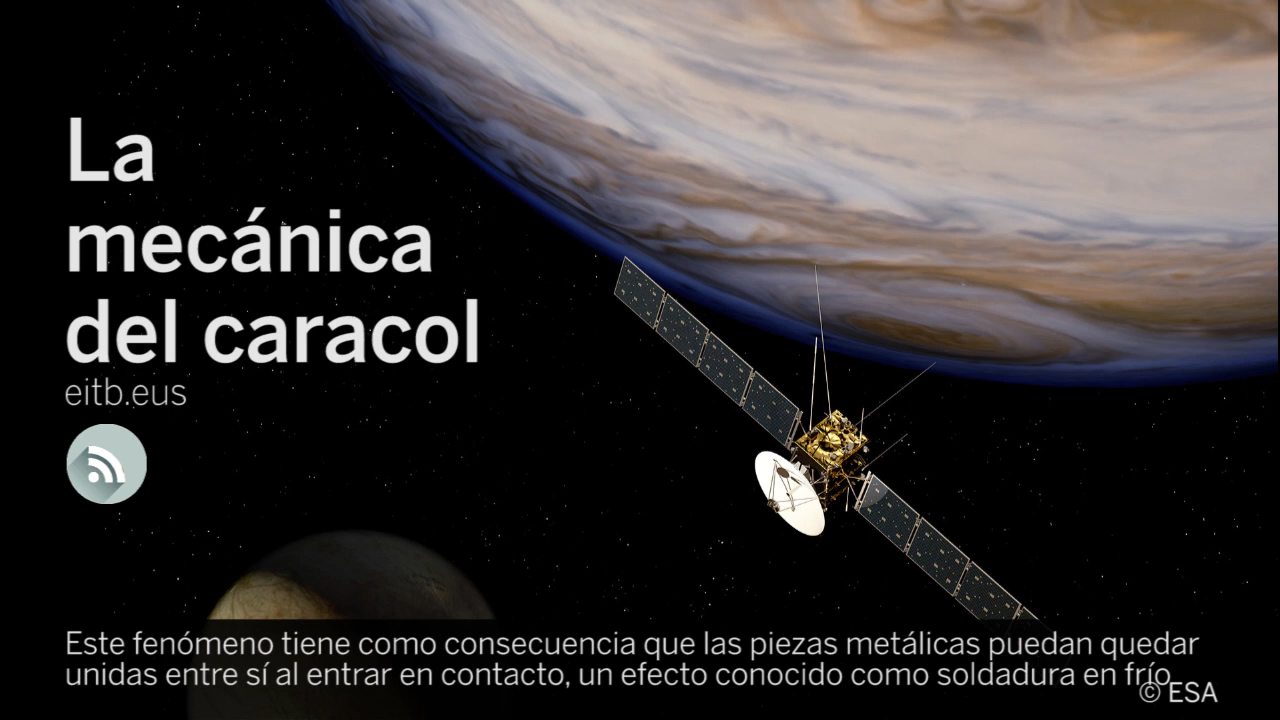 La
mecánica
del caracol
eitb.eus
Este fenómeno tiene como consecuencia que las piezas metálicas puedan quedar
unidas entre sí al entrar en contacto, un efecto conocido como soldadura en frío
© ESA